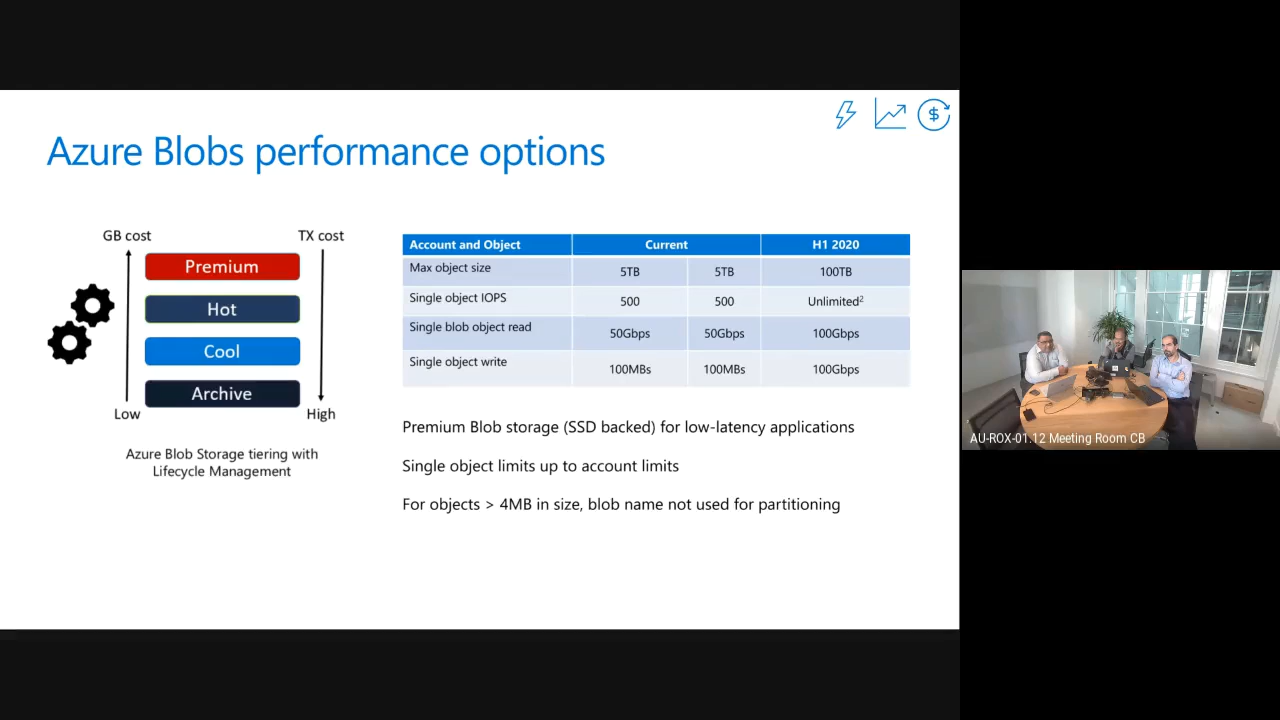 Azure Blobs performance options
GB cost
TX cost
Premium
Hot
Cool
Archive
Low
High
Azure Blob Storage tiering with
Lifecycle Management
Account and Object Current H1 2020
Max object size 5TB 5TB 100TB
Single object IOPS 500 500 Unlimited²
Single blob object read 50Gbps 50Gbps 100Gbps
Single object write 100MBs 100MBs 100Gbps
Premium Blob storage (SSD backed) for low-latency applications
Single object limits up to account limits
For objects > 4MB in size, blob name not used for partitioning
AU-ROX-01.12 Meeting Room CB